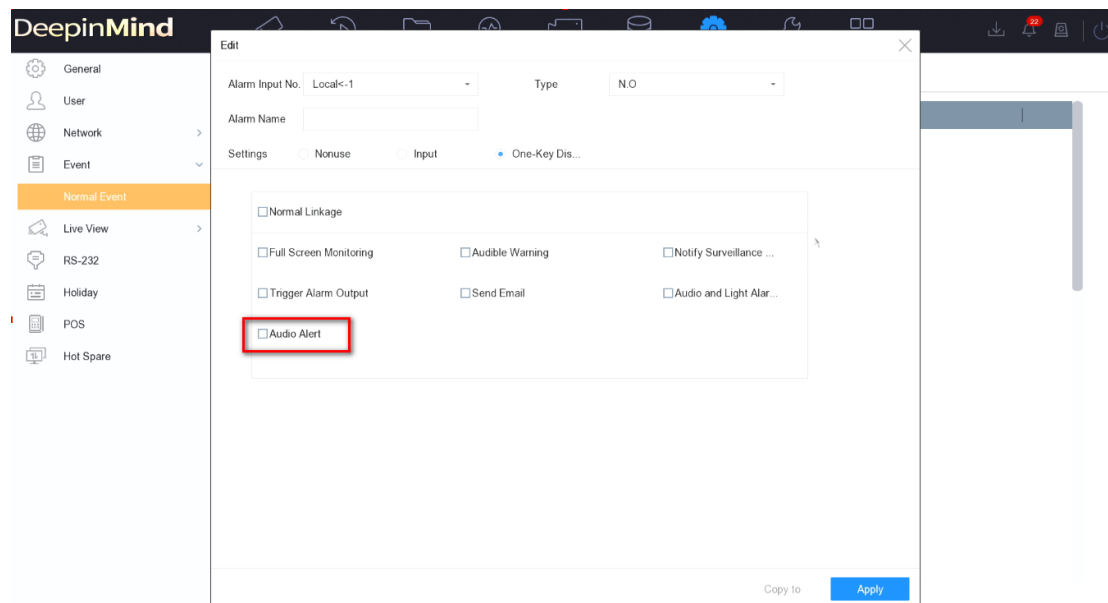 DeepinMind
22
Edit
General
Alarm Input No. Local<-1 Type N.O
User
Alarm Name
Network
Settings Nonuse Input One-Key Dis...
Event
Normal Event
Normal Linkage
Live View
Full Screen Monitoring Audible Warning Notify Surveillance ...
RS-232
Holiday
Trigger Alarm Output Send Email Audio and Light Alar...
POS
Audio Alert
Hot Spare
Copy to Apply